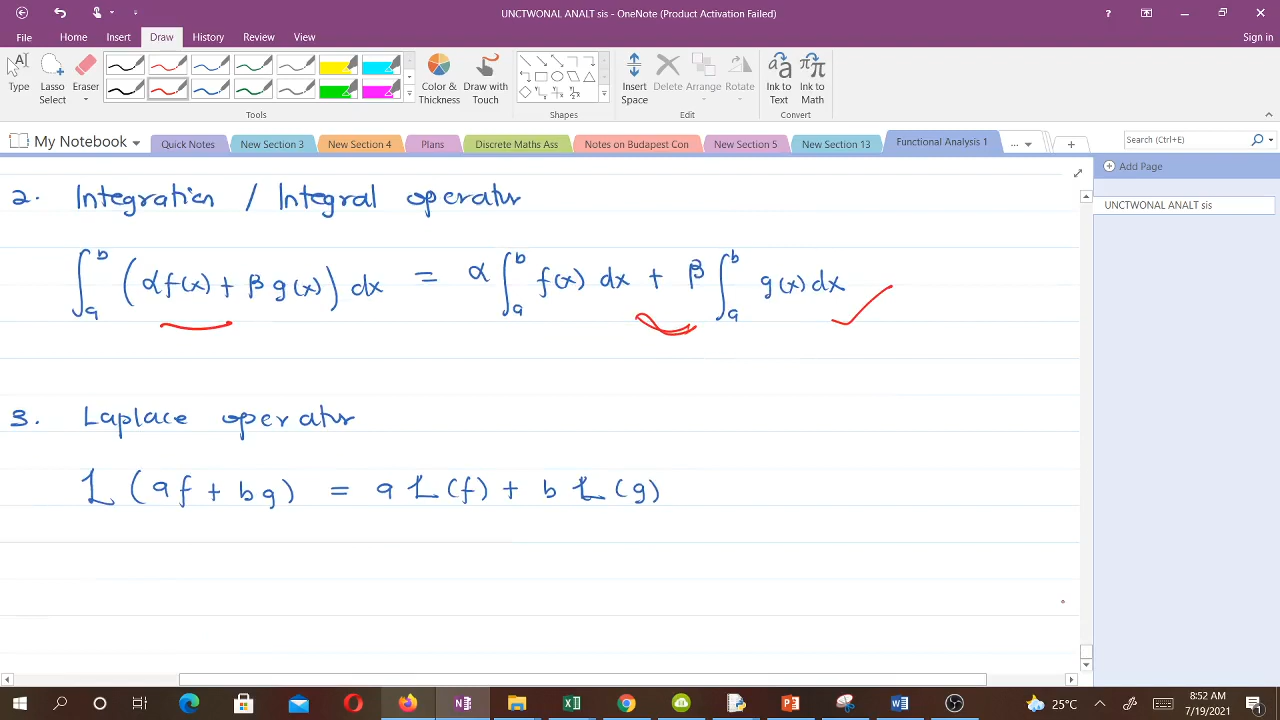 UNCTWONAL ANALT sis - OneNote (Product Activation Failed)
File Home Insert Draw History Review View Sign in
Type Lasso Select Eraser Color & Thickness Draw with Touch Insert Space Delete Arrange Rotate Ink to Text Ink to Math
Tools Shapes Edit Convert
My Notebook Quick Notes New Section 3 New Section 4 Plans Discrete Maths Ass Notes on Budapest Con New Section 5 New Section 13 Functional Analysis 1 ... Search (Ctrl+E)
Add Page
UNCTWONAL ANALT sis
2. Integration / Integral operator
∫_a^b (αf(x) + βg(x)) dx = α ∫_a^b f(x) dx + β ∫_a^b g(x) dx
3. Laplace operator
L (af + bg) = a L(f) + b L(g)
25°C 8:52 AM
7/19/2021